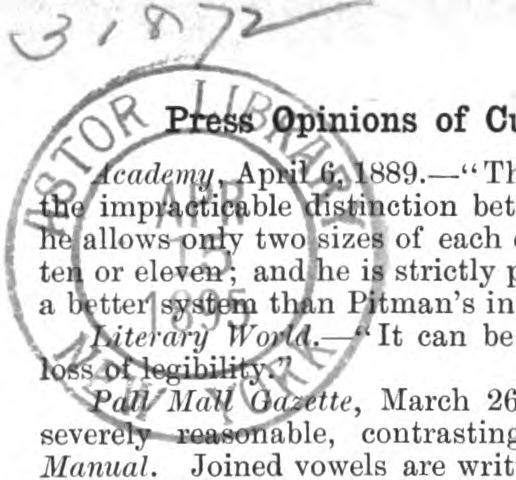 31872
ASTOR LIBRARY
NEW YORK
APR
15
1895
Press Opinions of Cu
Academy, April 6, 1889.—“Th
the impracticable distinction bet
he allows only two sizes of each
ten or eleven; and he is strictly p
a better system than Pitman's in
Literary World.—“It can be
loss of legibility.”
Pall Mall Gazette, March 26
severely reasonable, contrasting
Manual. Joined vowels are writ